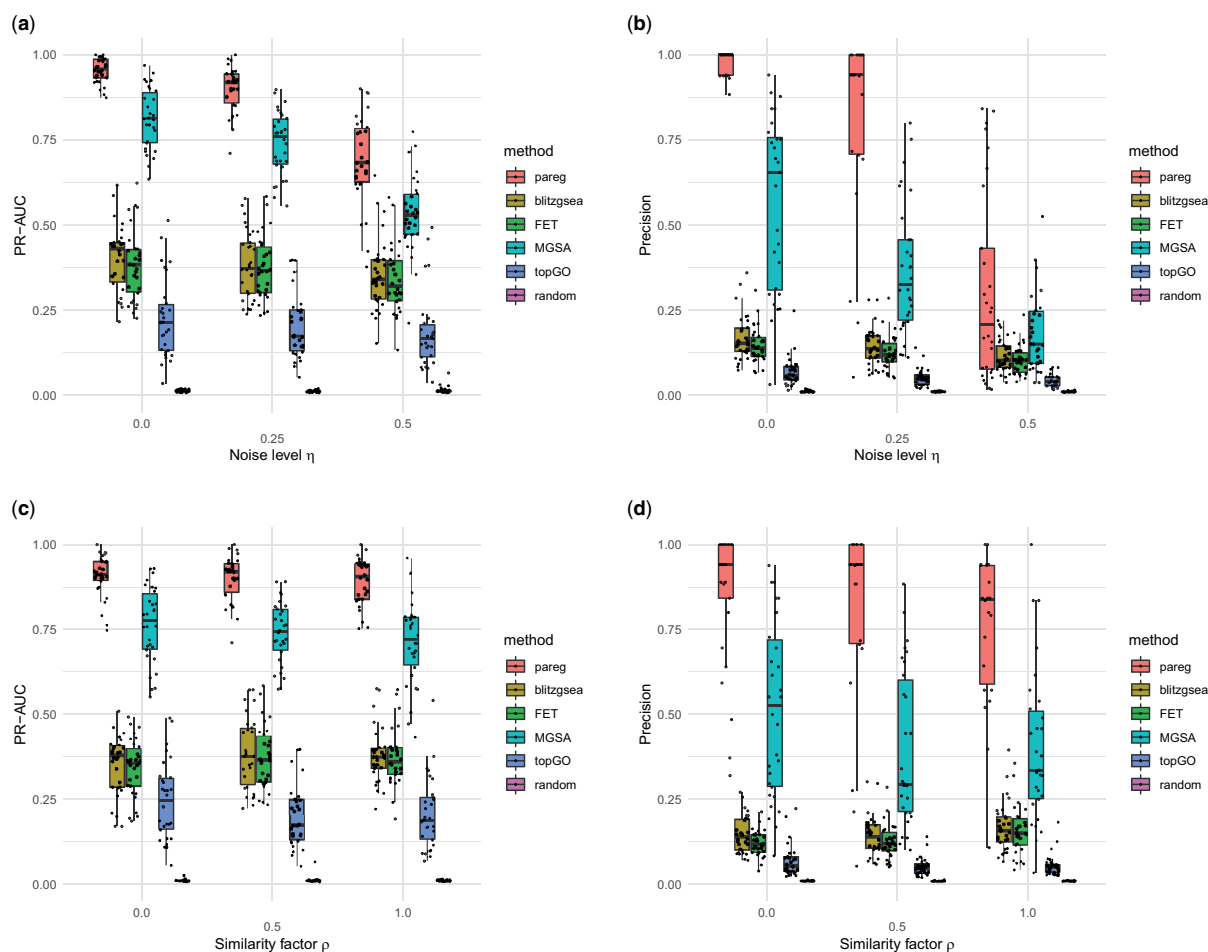 (a)
PR−AUC
1.00
0.75
0.50
0.25
0.00
0.0
0.25
0.5
Noise level η
method
pareg
blitzgsea
FET
MGSA
topGO
random
(b)
Precision
1.00
0.75
0.50
0.25
0.00
0.0
0.25
0.5
Noise level η
method
pareg
blitzgsea
FET
MGSA
topGO
random
(c)
PR−AUC
1.00
0.75
0.50
0.25
0.00
0.0
0.5
1.0
Similarity factor ρ
method
pareg
blitzgsea
FET
MGSA
topGO
random
(d)
Precision
1.00
0.75
0.50
0.25
0.00
0.0
0.5
1.0
Similarity factor ρ
method
pareg
blitzgsea
FET
MGSA
topGO
random